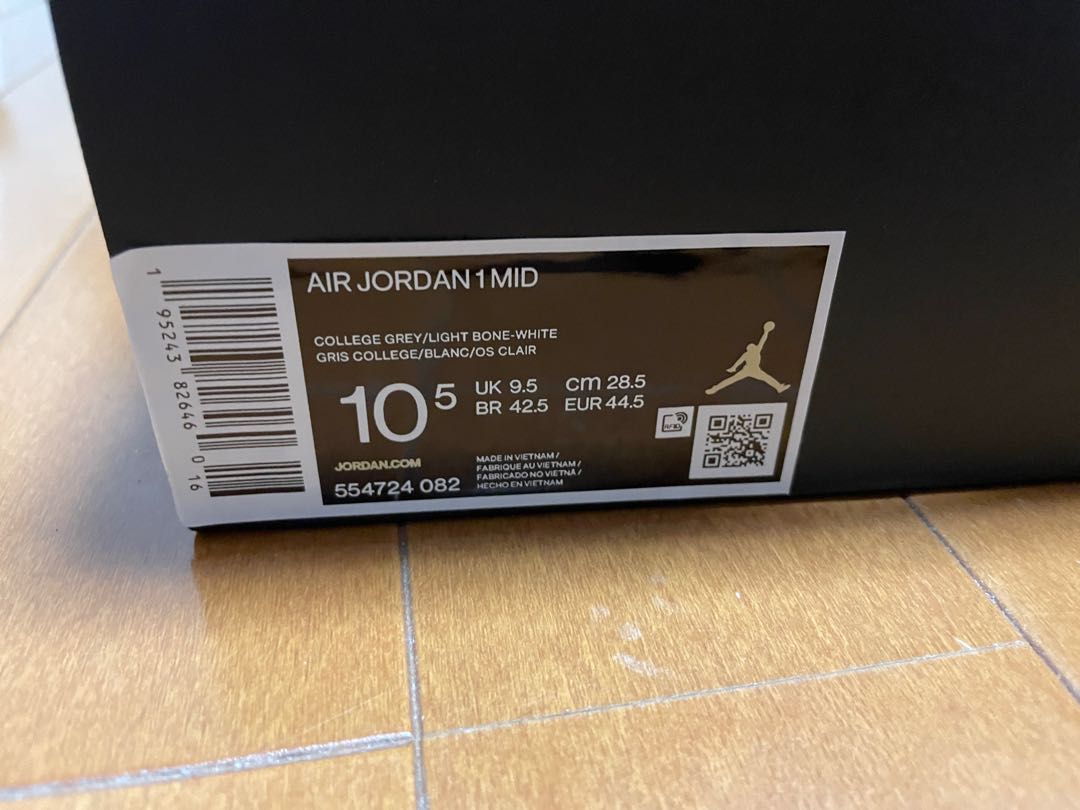 AIR JORDAN 1 MID
COLLEGE GREY/LIGHT BONE-WHITE
GRIS COLLEGE/BLANC/OS CLAIR
10 5
UK 9.5 cm 28.5
BR 42.5 EUR 44.5
JORDAN.COM
554724 082
MADE IN VIETNAM /
FABRIQUE AU VIETNAM /
FABRICADO NO VIETNÃ /
HECHO EN VIETNAM
RFID
1 95243 82646 016